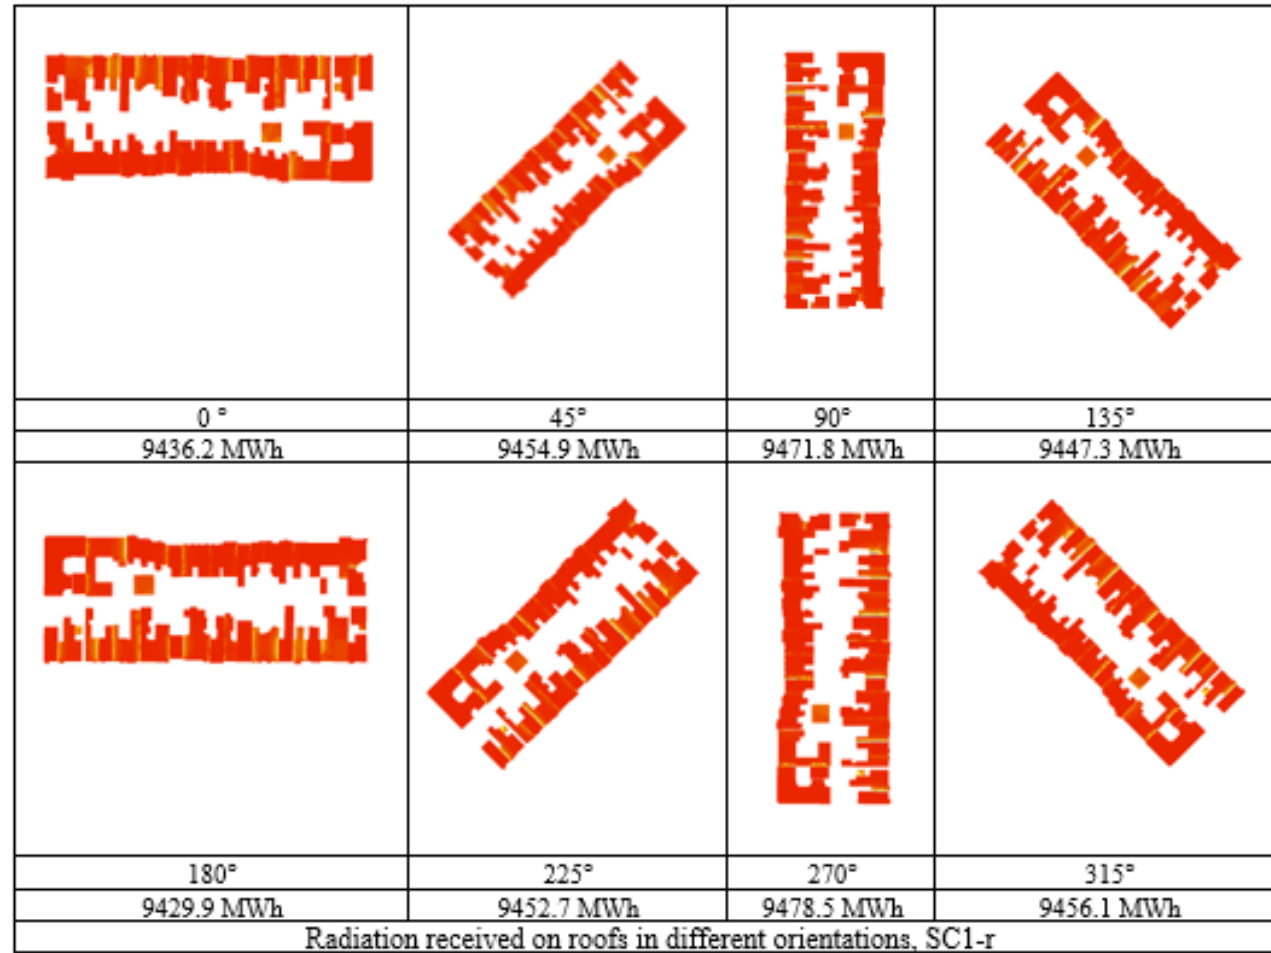 0 °
45°
90°
135°
9436.2 MWh
9454.9 MWh
9471.8 MWh
9447.3 MWh
180°
225°
270°
315°
9429.9 MWh
9452.7 MWh
9478.5 MWh
9456.1 MWh
Radiation received on roofs in different orientations, SC1-r